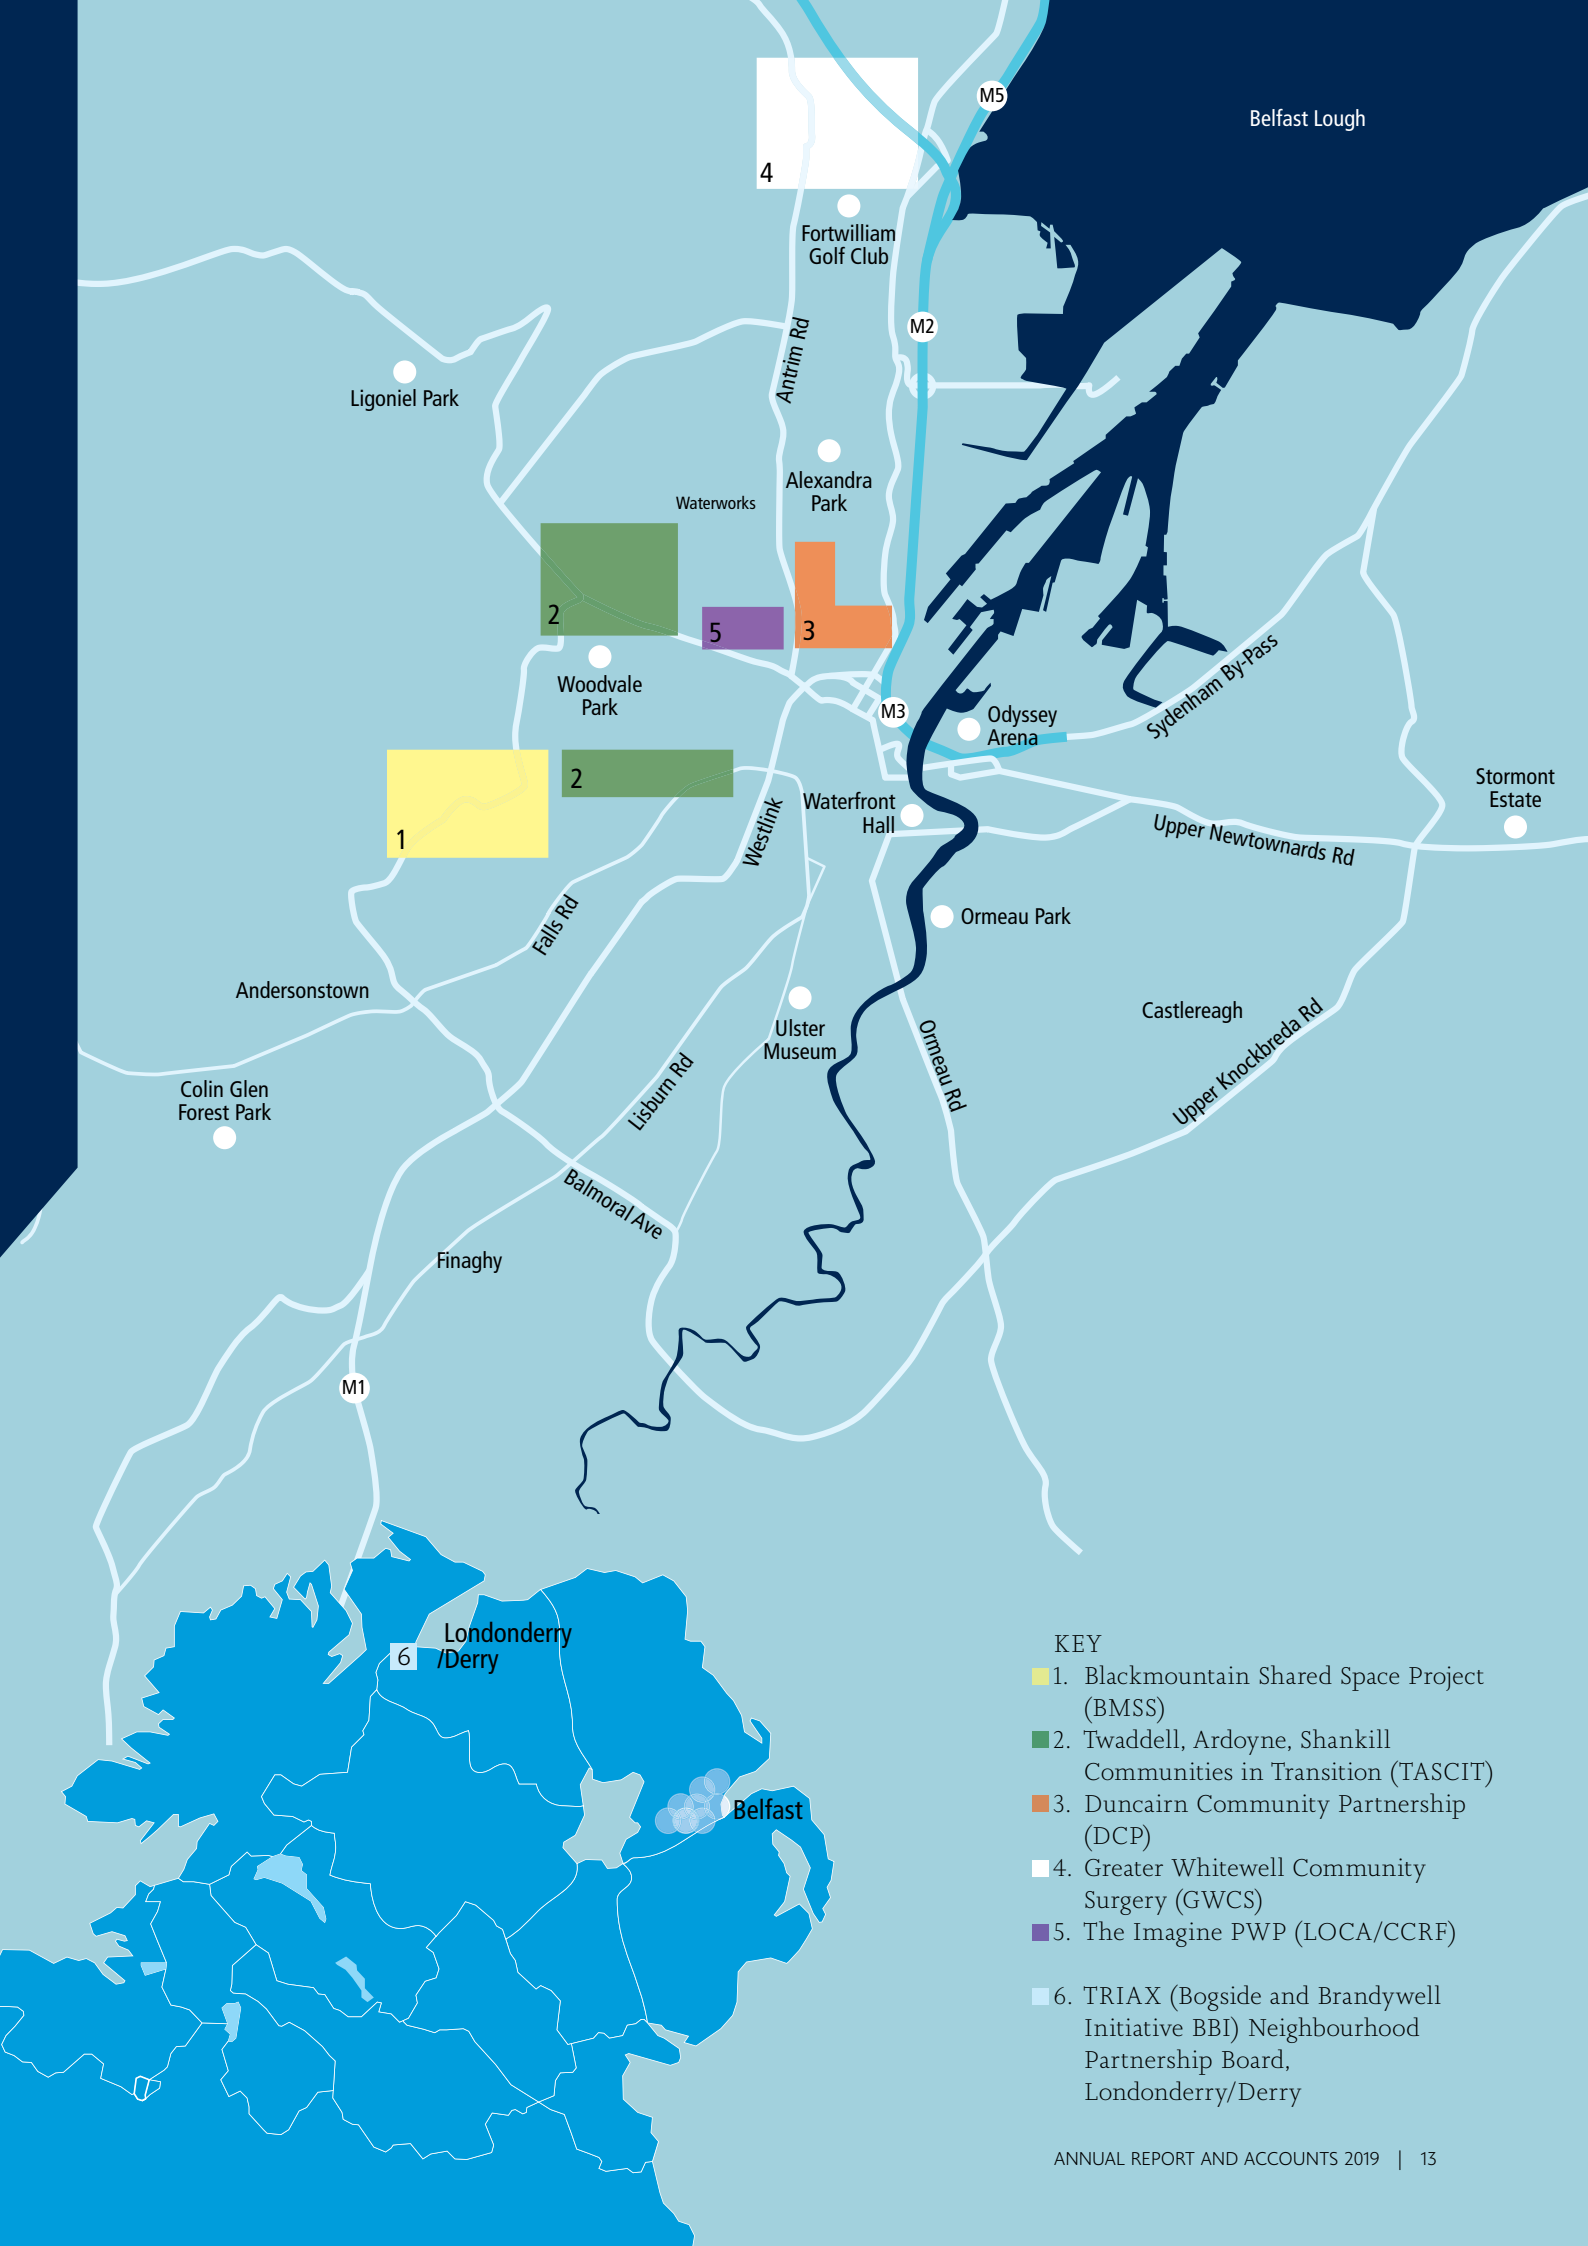 M5
Belfast Lough
4
Fortwilliam
Golf Club
M2
Antrim Rd
Ligoniel Park
Alexandra
Park
Waterworks
2
5
3
Woodvale
Park
M3
Odyssey
Arena
Sydenham By-Pass
1
2
Westlink
Waterfront
Hall
Stormont
Estate
Upper Newtownards Rd
Falls Rd
Ormeau Park
Andersonstown
Ulster
Museum
Castlereagh
Ormeau Rd
Upper Knockbreda Rd
Colin Glen
Forest Park
Lisburn Rd
Balmoral Ave
Finaghy
M1
6
Londonderry
/Derry
Belfast
KEY
1. Blackmountain Shared Space Project
(BMSS)
2. Twaddell, Ardoyne, Shankill
Communities in Transition (TASCIT)
3. Duncairn Community Partnership
(DCP)
4. Greater Whitewell Community
Surgery (GWCS)
5. The Imagine PWP (LOCA/CCRF)
6. TRIAX (Bogside and Brandywell
Initiative BBI) Neighbourhood
Partnership Board,
Londonderry/Derry
ANNUAL REPORT AND ACCOUNTS 2019 | 13